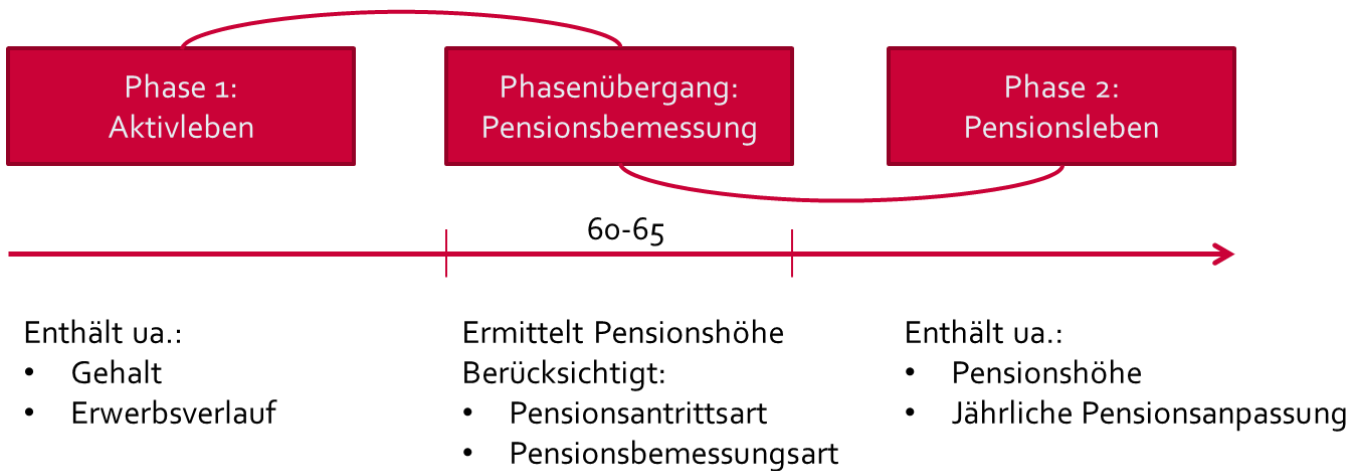 Phase 1:
Aktivleben
Phasenübergang:
Pensionsbemessung
Phase 2:
Pensionsleben
60-65
Enthält ua.:
• Gehalt
• Erwerbsverlauf
Ermittelt Pensionshöhe
Berücksichtigt:
• Pensionsantrittsart
• Pensionsbemessungsart
Enthält ua.:
• Pensionshöhe
• Jährliche Pensionsanpassung